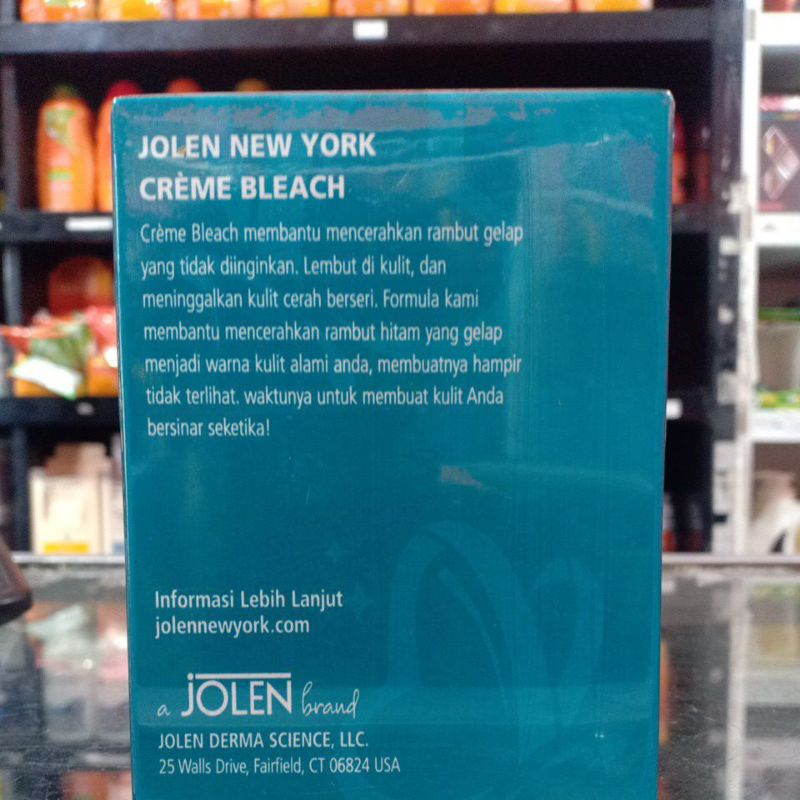 JOLEN NEW YORK
CRÈME BLEACH
Crème Bleach membantu mencerahkan rambut gelap
yang tidak diinginkan. Lembut di kulit, dan
meninggalkan kulit cerah berseri. Formula kami
membantu mencerahkan rambut hitam yang gelap
menjadi warna kulit alami anda, membuatnya hampir
tidak terlihat. waktunya untuk membuat kulit Anda
bersinar seketika!
Informasi Lebih Lanjut
jolennewyork.com
a JOLEN brand
JOLEN DERMA SCIENCE, LLC.
25 Walls Drive, Fairfield, CT 06824 USA